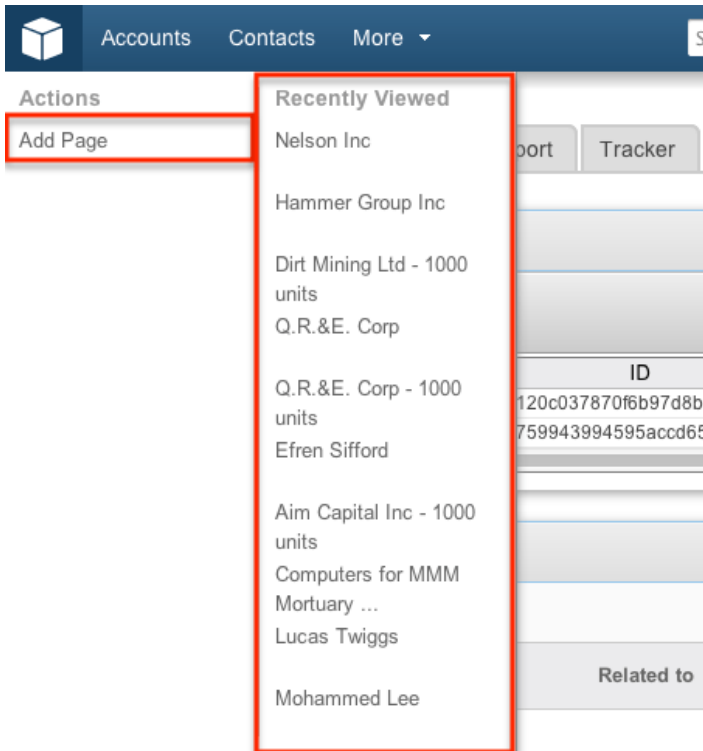 Accounts Contacts More
S
Actions
Add Page
Recently Viewed
Nelson Inc
Hammer Group Inc
Dirt Mining Ltd - 1000
units
Q.R.&E. Corp
Q.R.&E. Corp - 1000
units
Efren Sifford
Aim Capital Inc - 1000
units
Computers for MMM
Mortuary ...
Lucas Twiggs
Mohammed Lee
port Tracker
ID
120c037870f6b97d8b
759943994595accd65
Related to